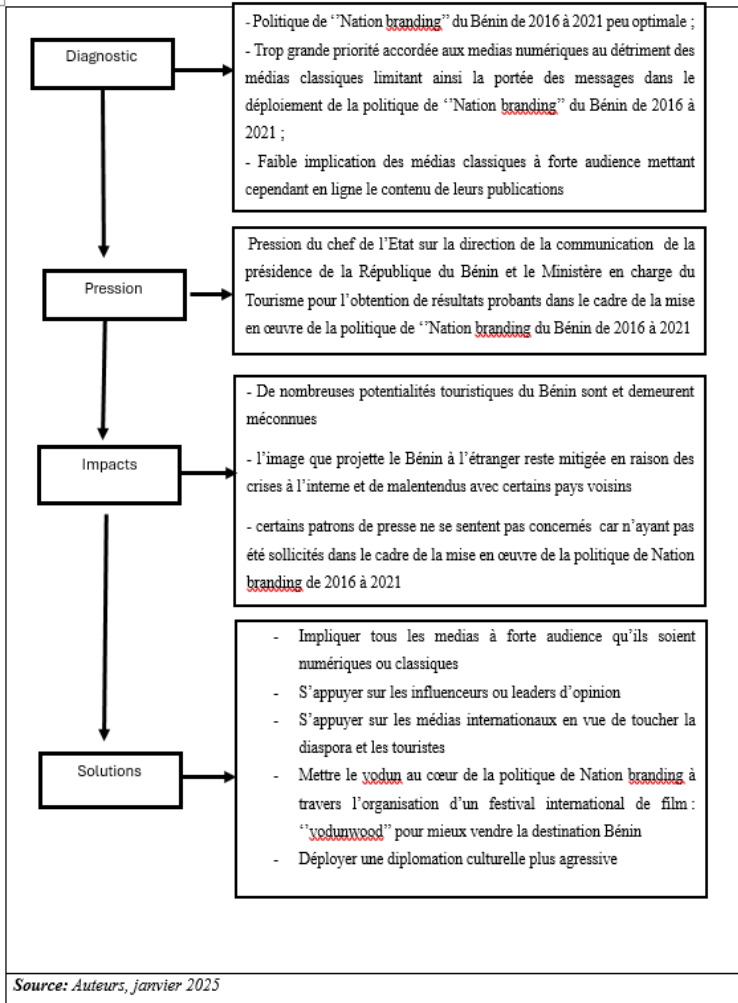 Diagnostic
- Politique de ‘’Nation branding” du Bénin de 2016 à 2021 peu optimale ;
- Trop grande priorité accordée aux medias numériques au détriment des
médias classiques limitant ainsi la portée des messages dans le
déploiement de la politique de ‘’Nation branding” du Bénin de 2016 à
2021 ;
- Faible implication des médias classiques à forte audience mettant
cependant en ligne le contenu de leurs publications
Pression
Pression du chef de l’Etat sur la direction de la communication de la
présidence de la République du Bénin et le Ministère en charge du
Tourisme pour l’obtention de résultats probants dans le cadre de la mise
en œuvre de la politique de ‘’Nation branding du Bénin de 2016 à 2021
Impacts
- De nombreuses potentialités touristiques du Bénin sont et demeurent
méconnues
- l’image que projette le Bénin à l’étranger reste mitigée en raison des
crises à l’interne et de malentendus avec certains pays voisins
- certains patrons de presse ne se sentent pas concernés car n’ayant pas
été sollicités dans le cadre de la mise en œuvre de la politique de Nation
branding de 2016 à 2021
Solutions
- Impliquer tous les medias à forte audience qu’ils soient
numériques ou classiques
- S’appuyer sur les influenceurs ou leaders d’opinion
- S’appuyer sur les médias internationaux en vue de toucher la
diaspora et les touristes
- Mettre le vodun au cœur de la politique de Nation branding à
travers l’organisation d’un festival international de film :
‘’vodunwood” pour mieux vendre la destination Bénin
- Déployer une diplomation culturelle plus agressive
Source: Auteurs, janvier 2025